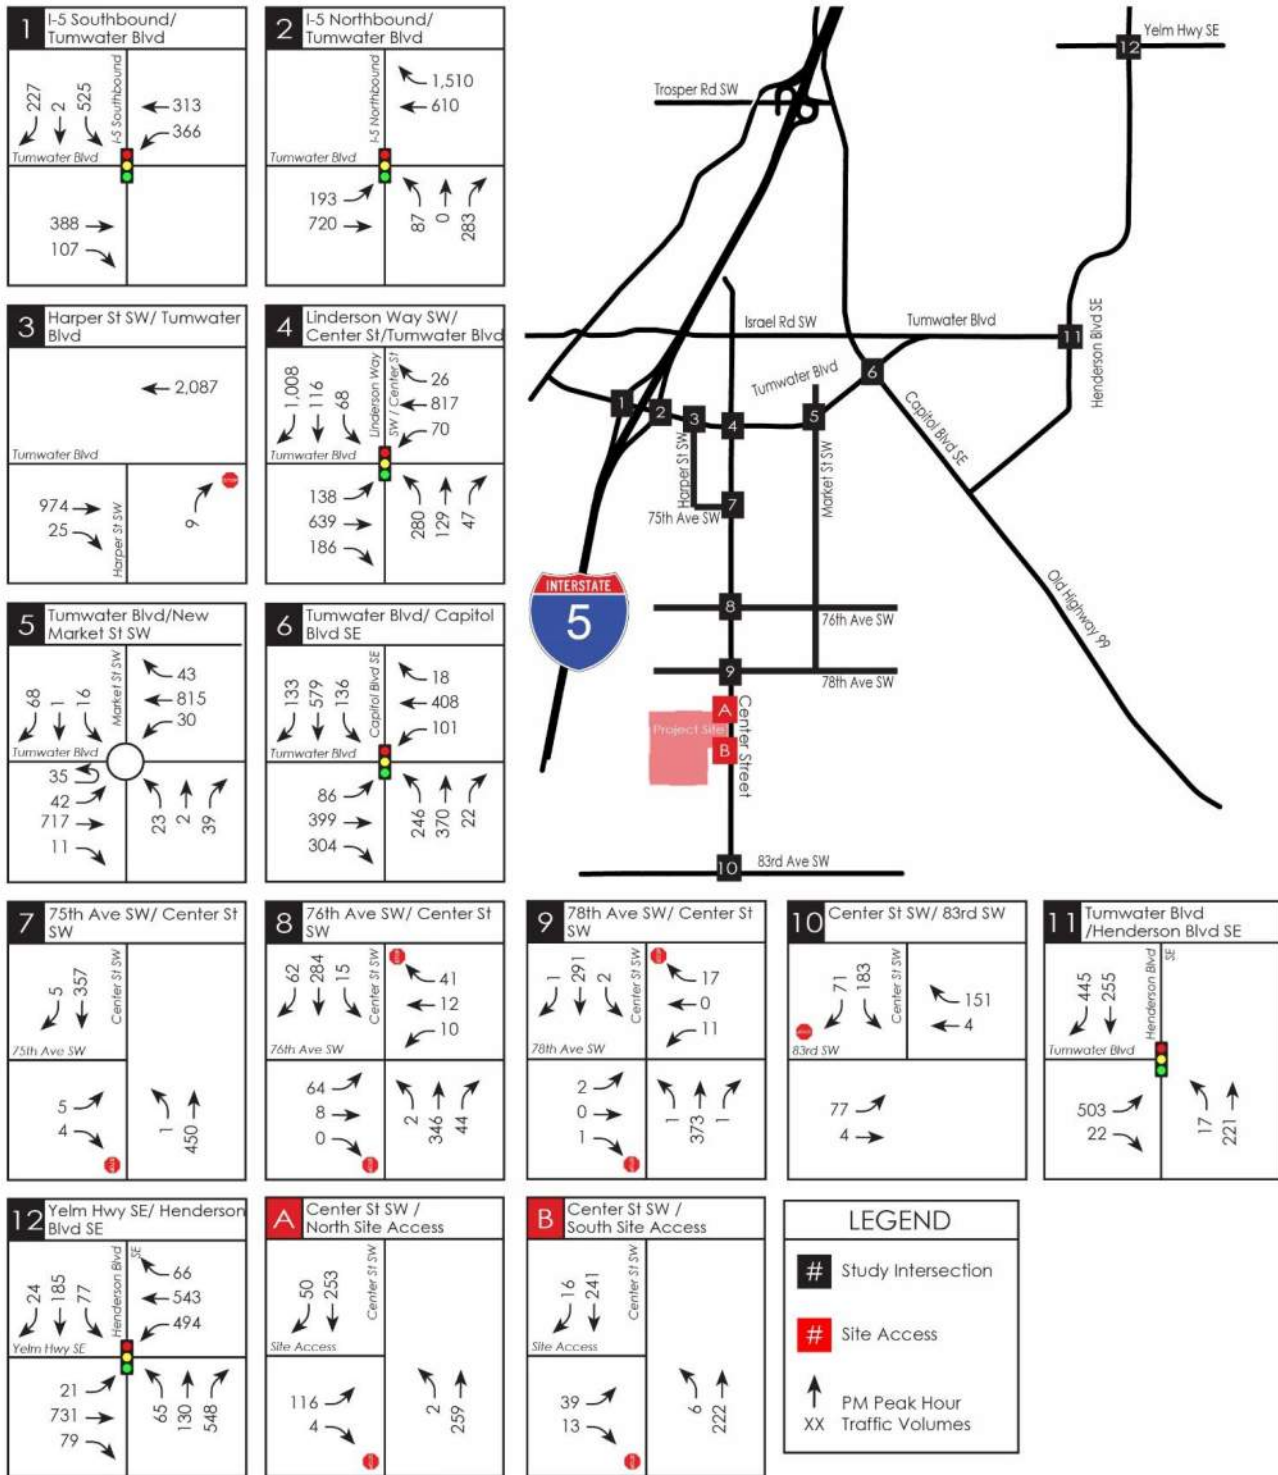 1 I-5 Southbound/
Tumwater Blvd
227
2
525
I-5 Southbound
313
366
Tumwater Blvd
388
107
2 I-5 Northbound/
Tumwater Blvd
I-5 Northbound
1,510
610
Tumwater Blvd
193
720
87
0
283
3 Harper St SW/ Tumwater
Blvd
2,087
Tumwater Blvd
974
25
Harper St SW
9
4 Linderson Way SW/
Center St/Tumwater Blvd
1,008
116
68
Linderson Way
SW / Center St
26
817
70
Tumwater Blvd
138
639
186
280
129
47
5 Tumwater Blvd/New
Market St SW
68
1
16
Market St SW
43
815
30
Tumwater Blvd
35
42
717
11
23
2
39
6 Tumwater Blvd/ Capitol
Blvd SE
133
579
136
Capitol Blvd SE
18
408
101
Tumwater Blvd
86
399
304
246
370
22
Yelm Hwy SE
12
Trosper Rd SW
Israel Rd SW
Tumwater Blvd
11
Henderson Blvd SE
Tumwater Blvd
6
1
2
3
4
5
Capitol Blvd SE
Harper St SW
Market St SW
7
75th Ave SW
INTERSTATE
5
8
76th Ave SW
Old Highway 99
9
78th Ave SW
A
Project Site
B
Center Street
10
83rd Ave SW
7 75th Ave SW/ Center St
SW
5
357
Center St SW
75th Ave SW
5
4
1
450
8 76th Ave SW/ Center St
SW
62
284
15
Center St SW
41
12
10
76th Ave SW
64
8
0
2
346
44
9 78th Ave SW/ Center St
SW
1
291
2
Center St SW
17
0
11
78th Ave SW
2
0
1
1
373
1
10 Center St SW/ 83rd SW
71
183
Center St SW
151
4
83rd SW
77
4
11 Tumwater Blvd
/Henderson Blvd SE
445
255
Henderson Blvd
SE
Tumwater Blvd
503
22
17
221
12 Yelm Hwy SE/ Henderson
Blvd SE
24
185
77
Henderson Blvd
SE
66
543
494
Yelm Hwy SE
21
731
79
65
130
548
A Center St SW /
North Site Access
50
253
Center St SW
Site Access
116
4
2
259
B Center St SW /
South Site Access
16
241
Center St SW
Site Access
39
13
6
222
LEGEND
# Study Intersection
# Site Access
XX PM Peak Hour
Traffic Volumes